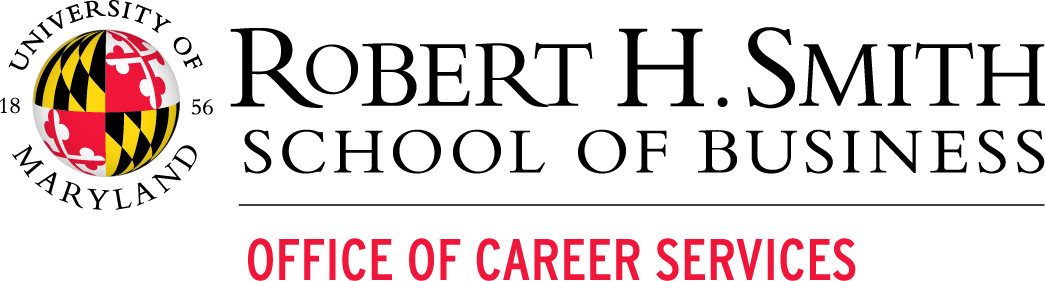 UNIVERSITY OF
18 56
MARYLAND
ROBERT H. SMITH
SCHOOL OF BUSINESS
OFFICE OF CAREER SERVICES